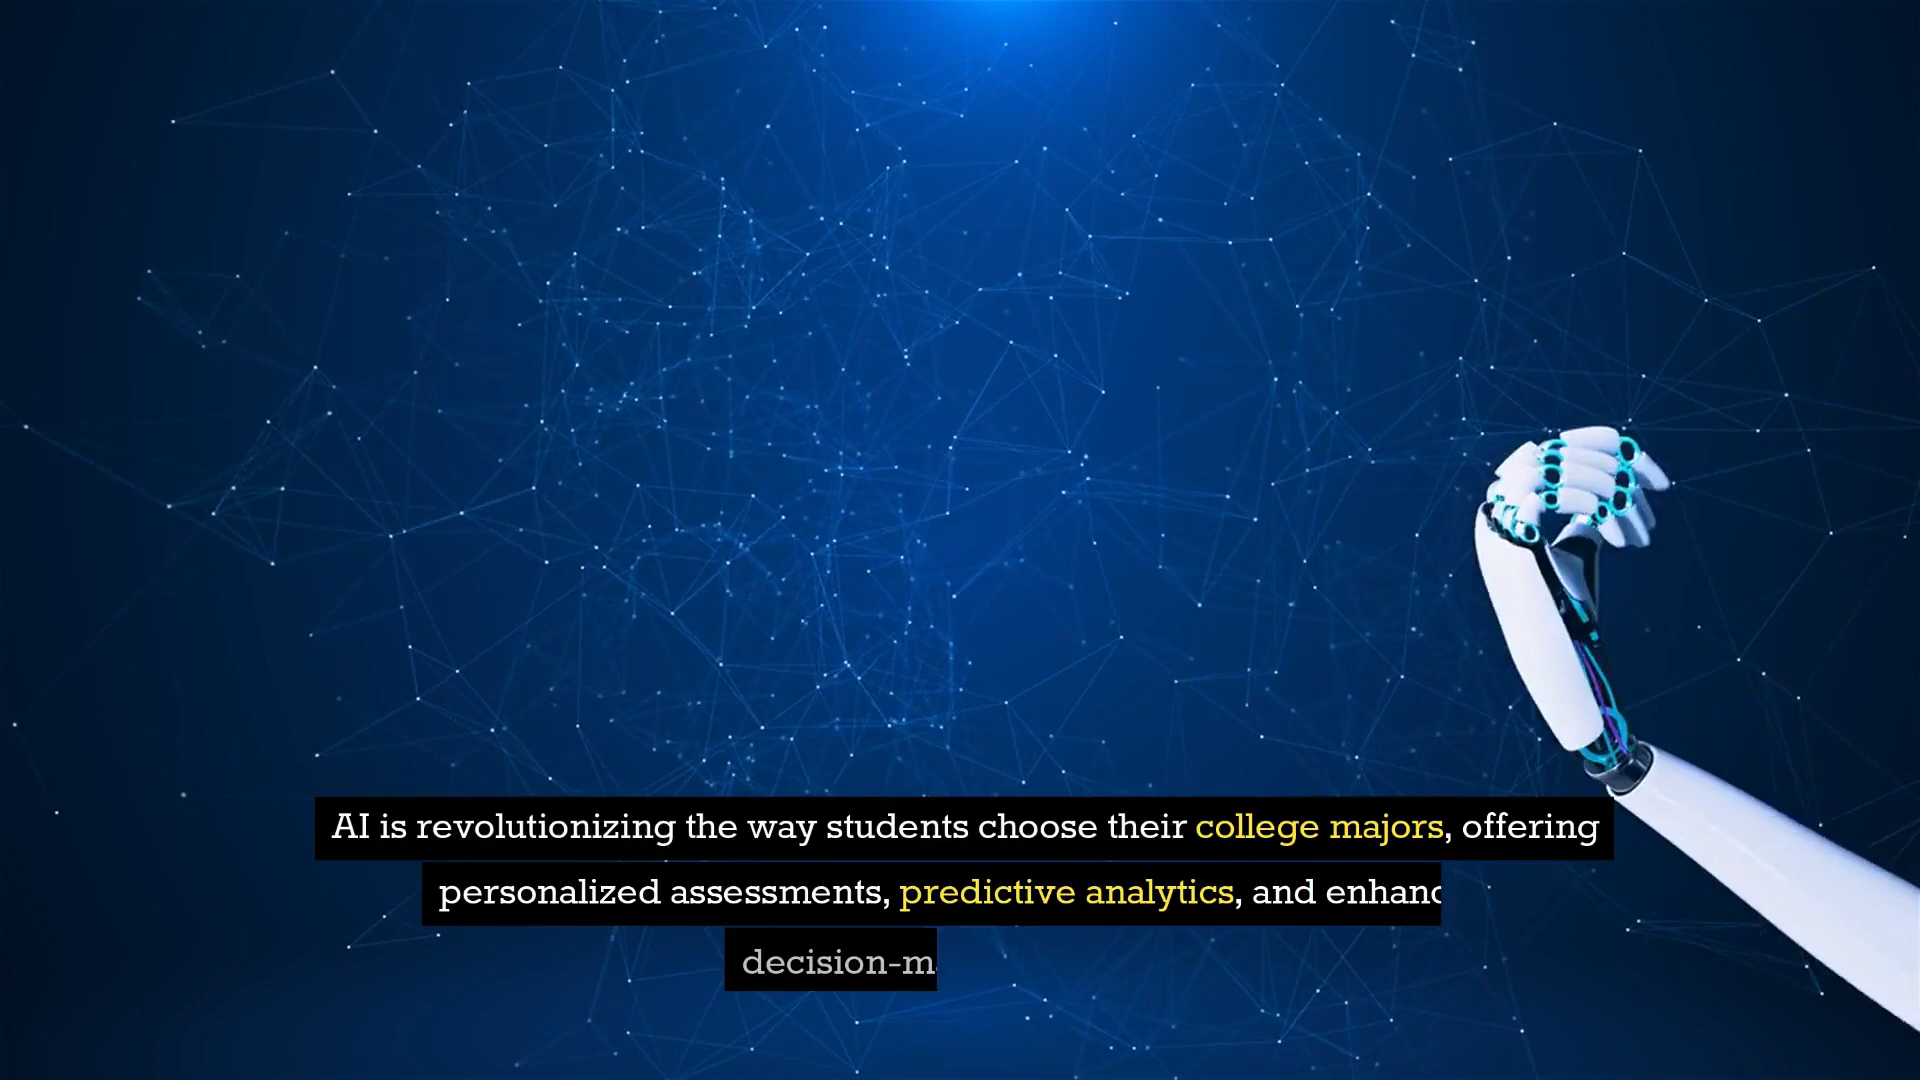 AI is revolutionizing the way students choose their college majors, offering
personalized assessments, predictive analytics, and enhanc
decision-m